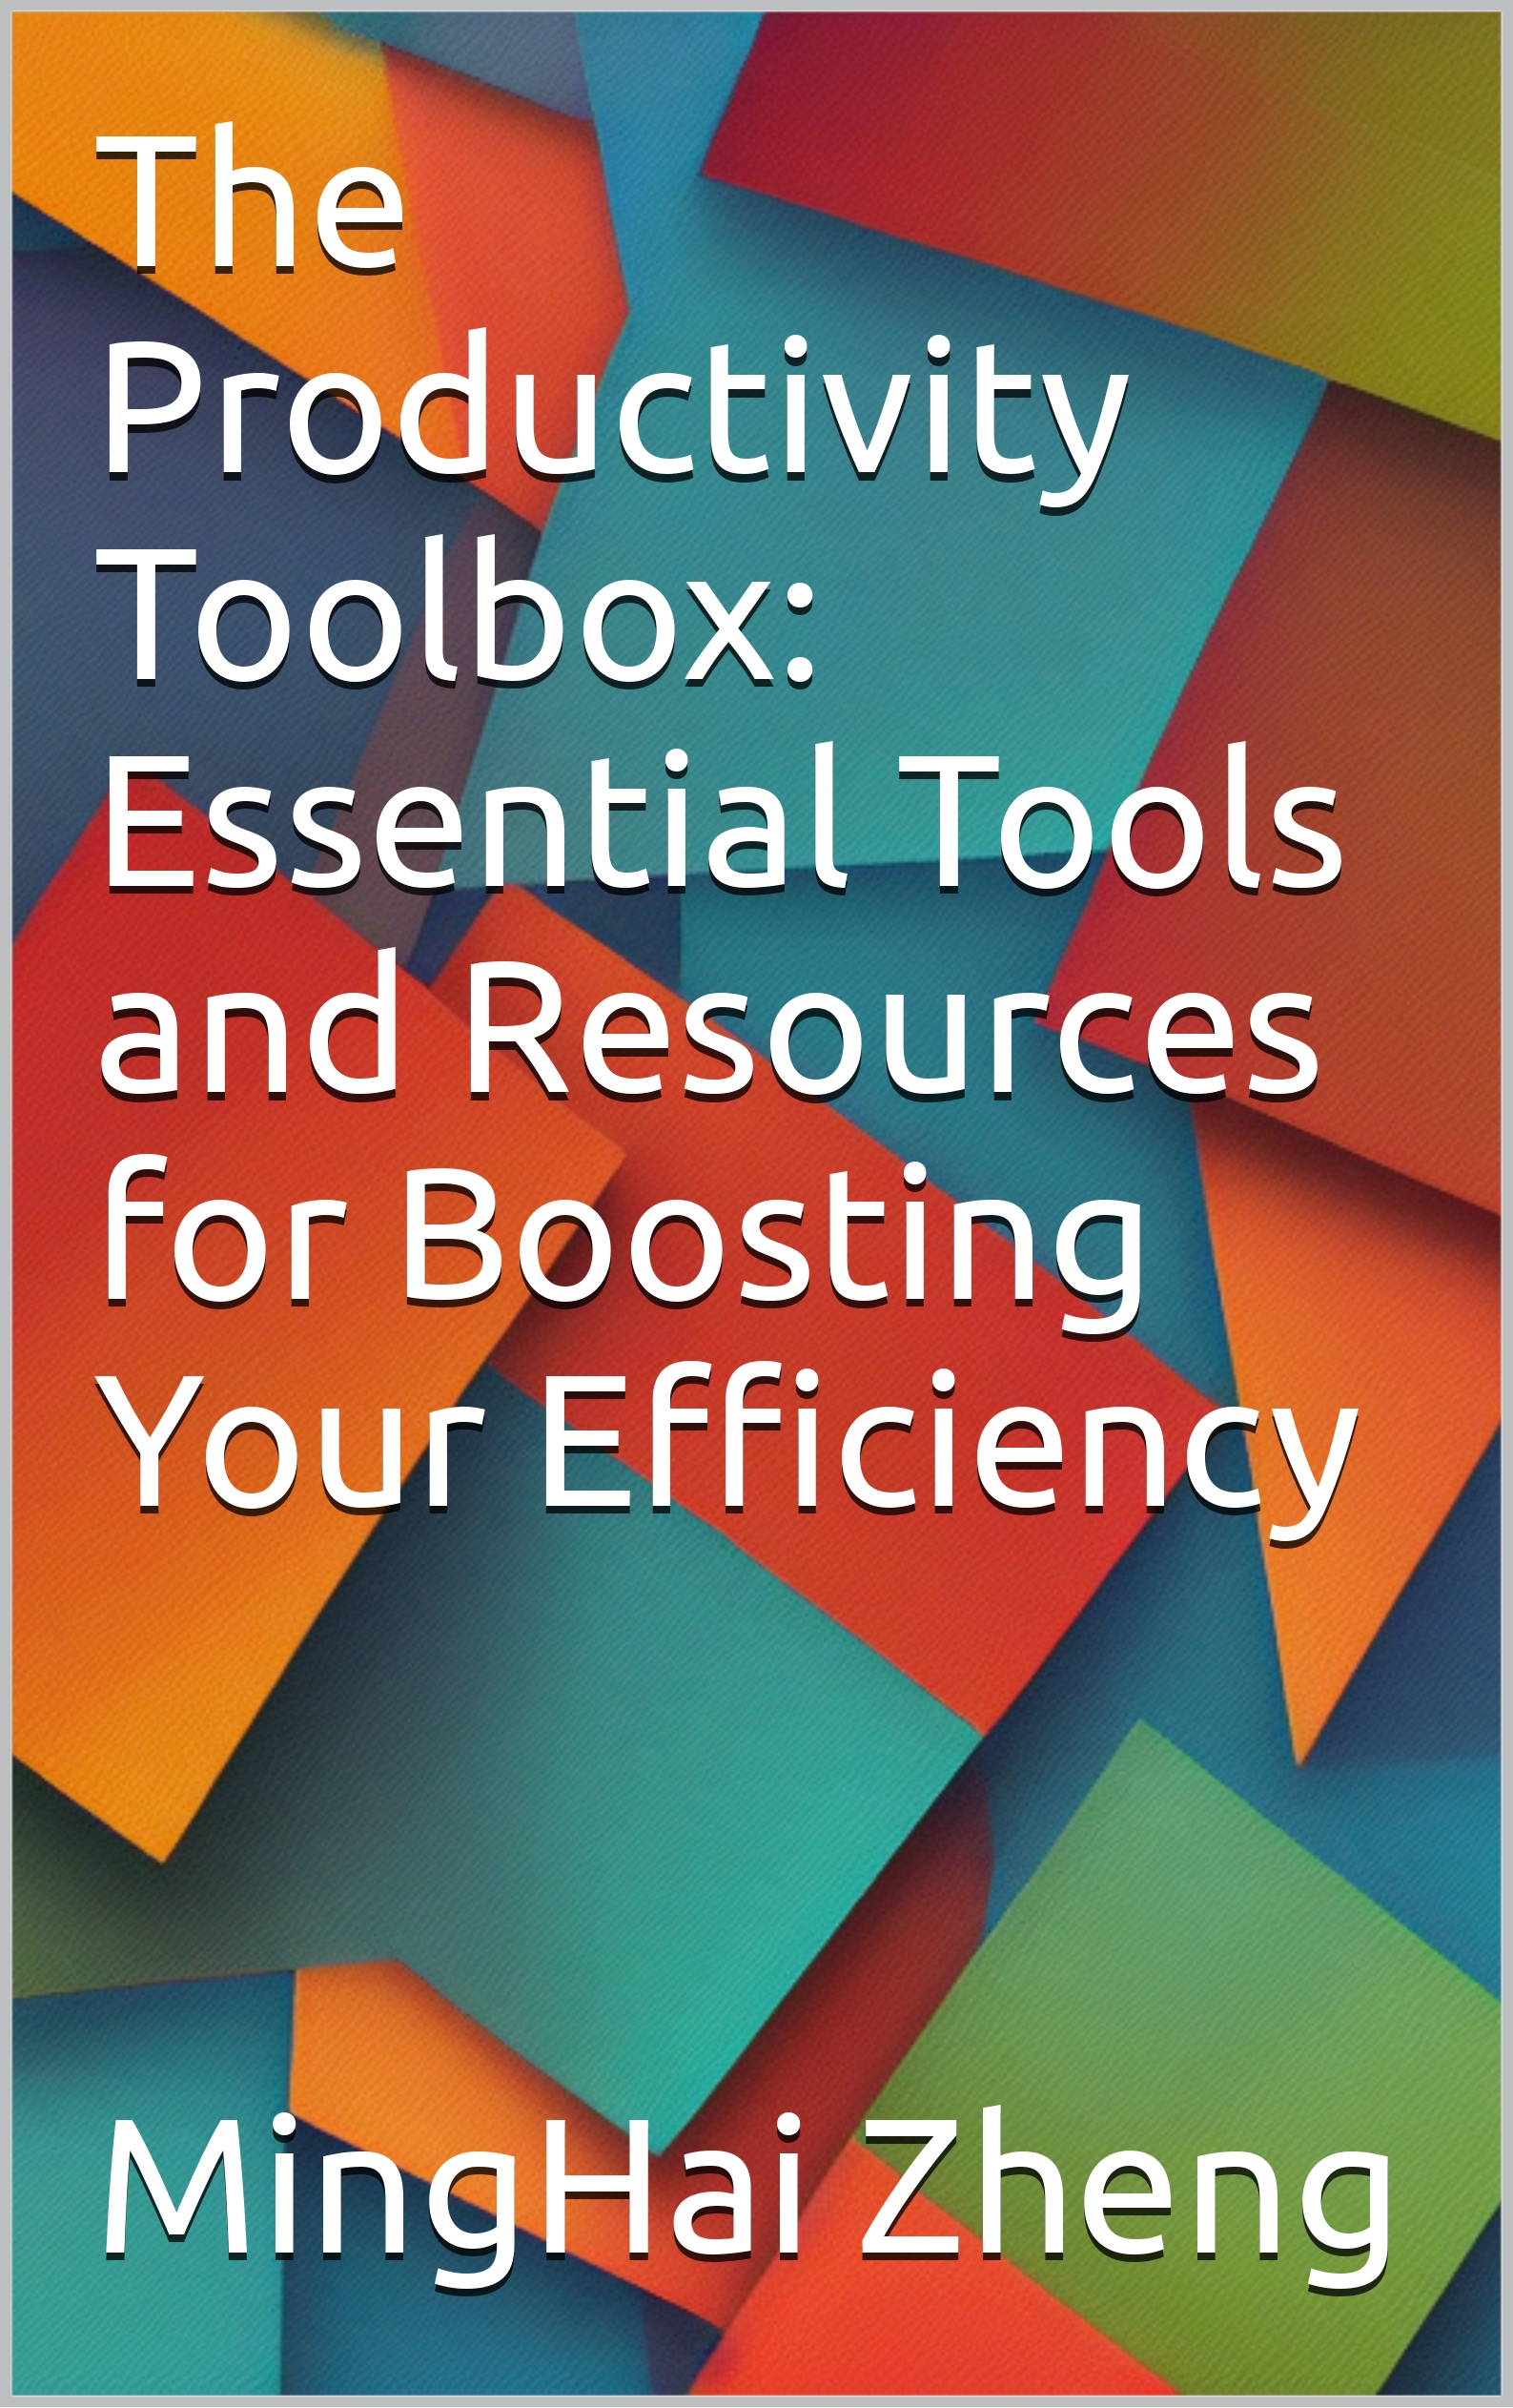 The
Productivity
Toolbox:
Essential Tools
and Resources
for Boosting
Your Efficiency
MingHai Zheng